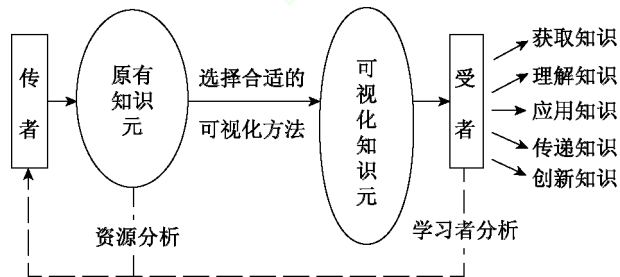 传者
原有知识元
选择合适的
可视化方法
可视化知识元
受者
获取知识
理解知识
应用知识
传递知识
创新知识
资源分析
学习者分析